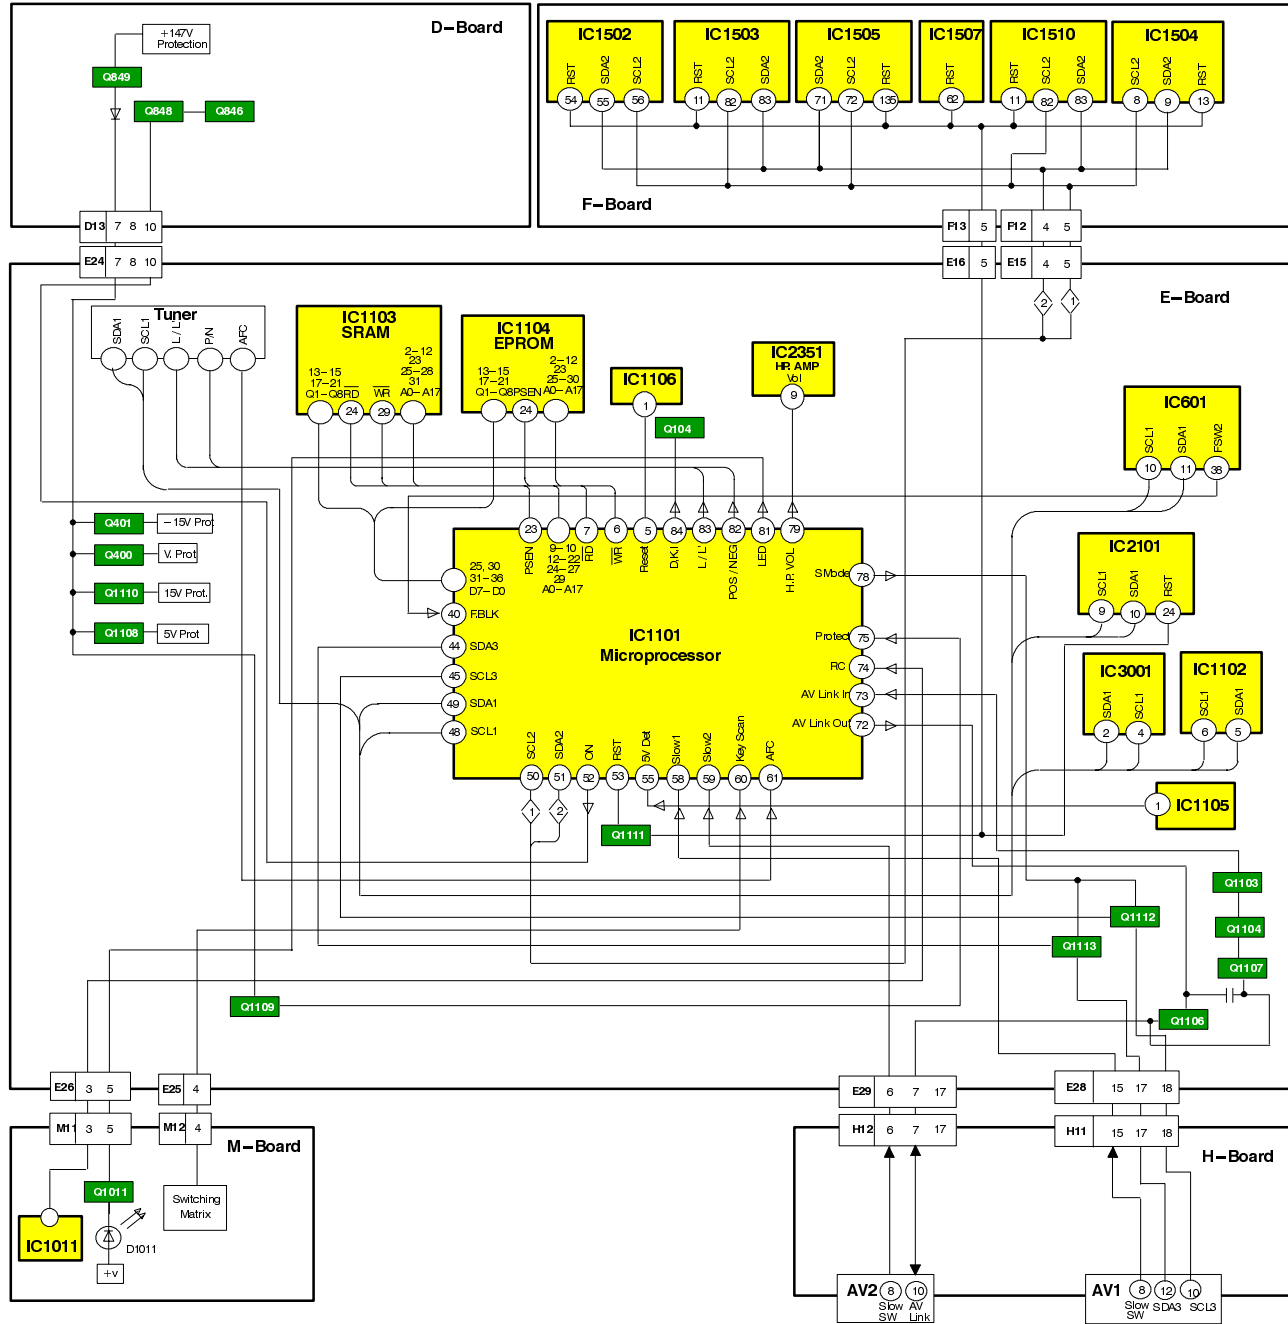 D-Board
+147V
Protection
Q849
Q848
Q846
D13 7 8 10
E24 7 8 10
IC1502
RST SDA2 SCL2
54 55 56
IC1503
RST SCL2 SDA2
11 82 83
IC1505
SDA2 SCL2 RST
71 72 135
IC1507
RST
62
IC1510
RST SCL2 SDA2
11 82 83
IC1504
SCL2 SDA2 RST
8 9 13
F-Board
F13 5
F12 4 5
E16 5
E15 4 5
2 1
E-Board
Tuner
SDA1 SCL1 L / L' P/N AFC
IC1103
SRAM
2-12
23
13-15 25-28
17-21 31
Q1-Q8 RD WR A0-A17
24 29
IC1104
EPROM
2-12
13-15 23
17-21 25-30
Q1-Q8 PSEN A0-A17
24
IC1106
1
Q104
IC2351
HP. AMP
Vol
9
IC601
SCL1 SDA1 FSW2
10 11 38
IC2101
SCL1 SDA1 RST
9 10 24
IC3001
SDA1 SCL1
2 4
IC1102
SCL1 SDA1
6 5
1 IC1105
Q401 -15V Prot
Q400 V. Prot
Q1110 15V Prot.
Q1108 5V Prot
23 7 6 5 84 83 82 81 79
PSEN
9-10
12-22
24-27
29
A0-A17
RD WR Reset D.K.I L / L' POS / NEG LED H.P. VOL
25, 30
31-36
D7-D0
40 F.BLK
44 SDA3
45 SCL3
49 SDA1
48 SCL1
IC1101
Microprocessor
S Mode 78
Protect 75
RC 74
AV Link In 73
AV Link Out 72
SCL2 SDA2 ON RST 5V Det Slow1 Slow2 Key Scan AFC
50 51 52 53 55 58 59 60 61
1 2
Q1111
Q1103
Q1112
Q1104
Q1113
Q1107
Q1109
Q1106
E26 3 5
E25 4
E29 6 7 17
E28 15 17 18
M11 3 5
M12 4
H12 6 7 17
H11 15 17 18
M-Board
H-Board
Q1011
IC1011
D1011
+v
Switching
Matrix
AV2 8 10
Slow
SW
AV
Link
AV1 8 12 10
Slow
SW
SDA3 SCL3